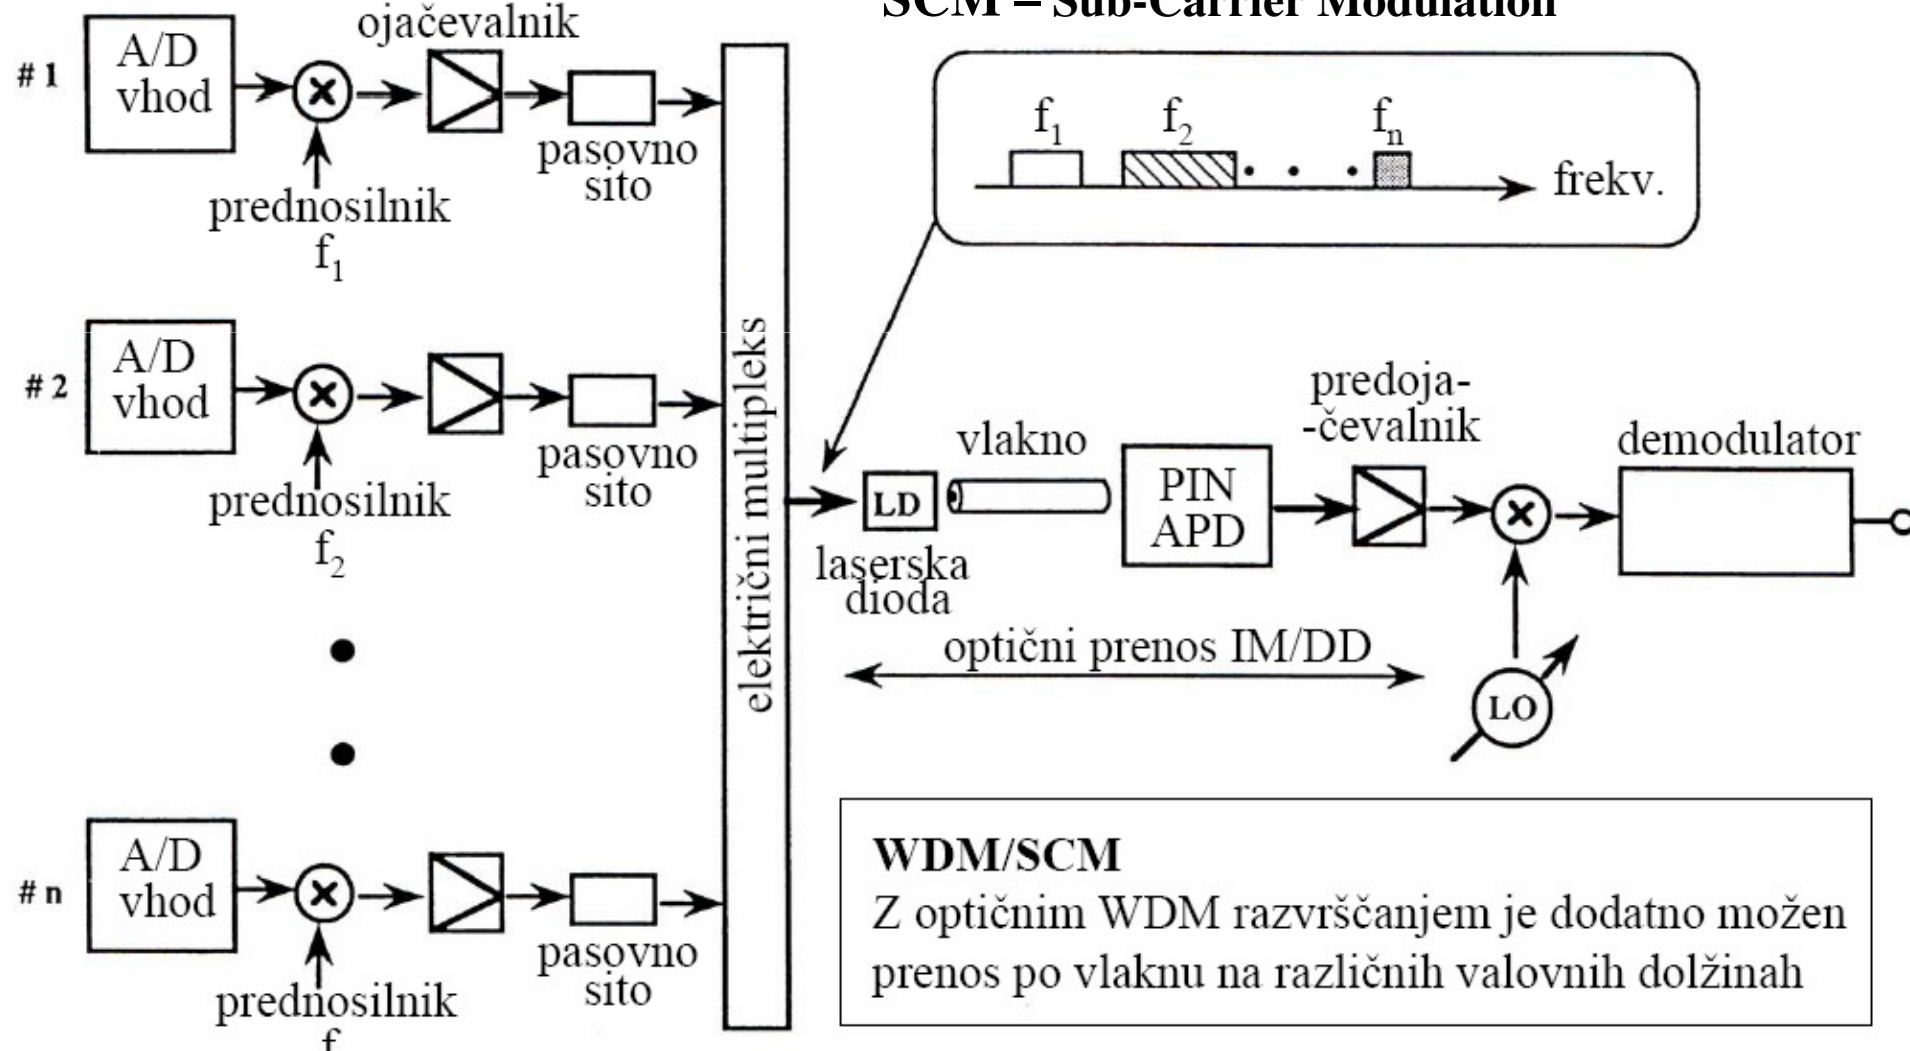 SCM – Sub-Carrier Modulation
# 1
A/D
vhod
ojačevalnik
pasovno
sito
prednosilnik
f1
f1 f2 fn
frekv.
# 2
A/D
vhod
pasovno
sito
prednosilnik
f2
električni multipleks
LD
laserska
dioda
vlakno
PIN
APD
predoja-
-čevalnik
demodulator
optični prenos IM/DD
LO
# n
A/D
vhod
pasovno
sito
prednosilnik
f
WDM/SCM
Z optičnim WDM razvrščanjem je dodatno možen
prenos po vlaknu na različnih valovnih dolžinah